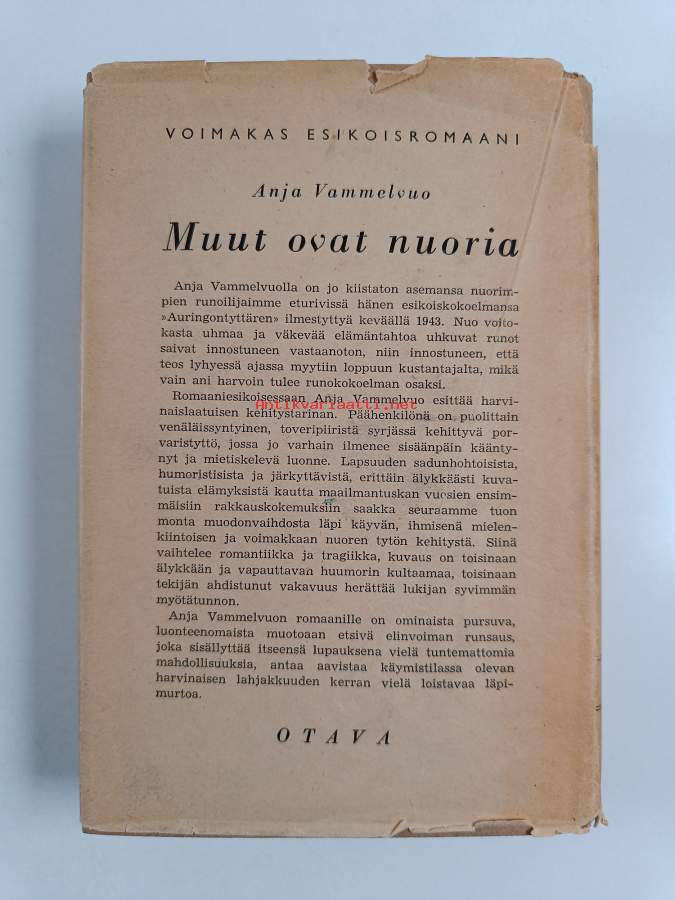 VOIMAKAS ESIKOISROMAANI
Anja Vammelvuo
Muut ovat nuoria
Anja Vammelvuolla on jo kiistaton asemansa nuorim-
pien runoilijaimme eturivissä hänen esikoiskokoelmansa
»Auringontyttären» ilmestyttyä keväällä 1943. Nuo voito-
kasta uhmaa ja väkevää elämäntahtoa uhkuvat runot
saivat innostuneen vastaanoton, niin innostuneen, että
teos lyhyessä ajassa myytiin loppuun kustantajalta, mikä
vain ani harvoin tulee runokokoelman osaksi.
Antikvariaatti.net
Romaaniesikoisessaan Anja Vammelvuo esittää harvi-
naislaatuisen kehitystarinan. Päähenkilönä on puolittain
venäläissyntyinen, toveripiiristä syrjässä kehittyvä por-
varistyttö, jossa jo varhain ilmenee sisäänpäin käänty-
nyt ja mietiskelevä luonne. Lapsuuden sadunhohtoisista,
humoristisista ja järkyttävistä, erittäin älykkäästi kuva-
tuista elämyksistä kautta maailmantuskan vuosien ensim-
mäisiin rakkauskokemuksiin saakka seuraamme tuon
monta muodonvaihdosta läpi käyvän, ihmisenä mielen-
kiintoisen ja voimakkaan nuoren tytön kehitystä. Siinä
vaihtelee romantiikka ja tragiikka, kuvaus on toisinaan
älykkään ja vapauttavan huumorin kultaamaa, toisinaan
tekijän ahdistunut vakavuus herättää lukijan syvimmän
myötätunnon.
Anja Vammelvuon romaanille on ominaista pursuva,
luonteenomaista muotoaan etsivä elinvoiman runsaus,
joka sisällyttää itseensä lupauksena vielä tuntemattomia
mahdollisuuksia, antaa aavistaa käymistilassa olevan
harvinaisen lahjakkuuden kerran vielä loistavaa läpi-
murtoa.
OTAVA